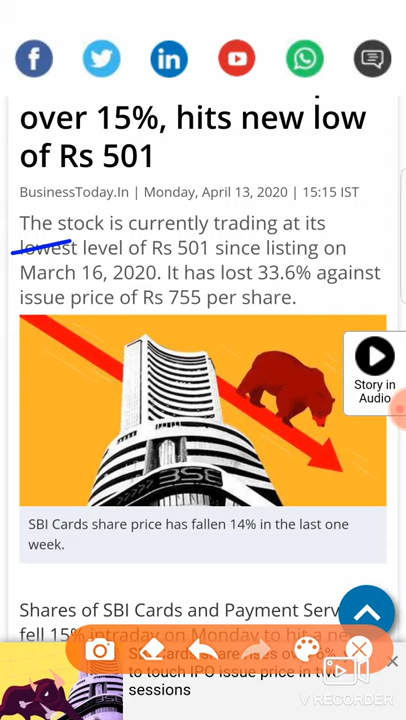 over 15%, hits new low
of Rs 501
BusinessToday.In | Monday, April 13, 2020 | 15:15 IST
The stock is currently trading at its
lowest level of Rs 501 since listing on
March 16, 2020. It has lost 33.6% against
issue price of Rs 755 per share.
Story in
Audio
SBI Cards share price has fallen 14% in the last one
week.
Shares of SBI Cards and Payment Serv
fell 15% intraday on Monday to hit a new
to touch IPO issue price in two
sessions
V RECORDER